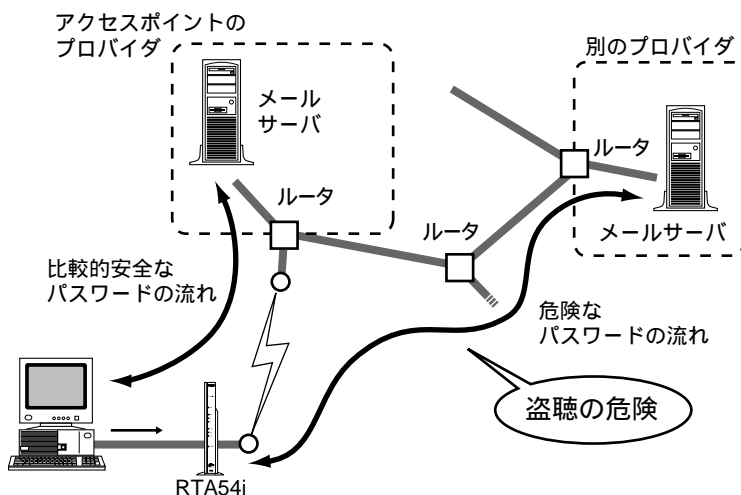 アクセスポイントの
プロバイダ
別のプロバイダ
メール
サーバ
ルータ
ルータ
ルータ
メールサーバ
比較的安全な
パスワードの流れ
危険な
パスワードの流れ
盗聴の危険
RTA54i